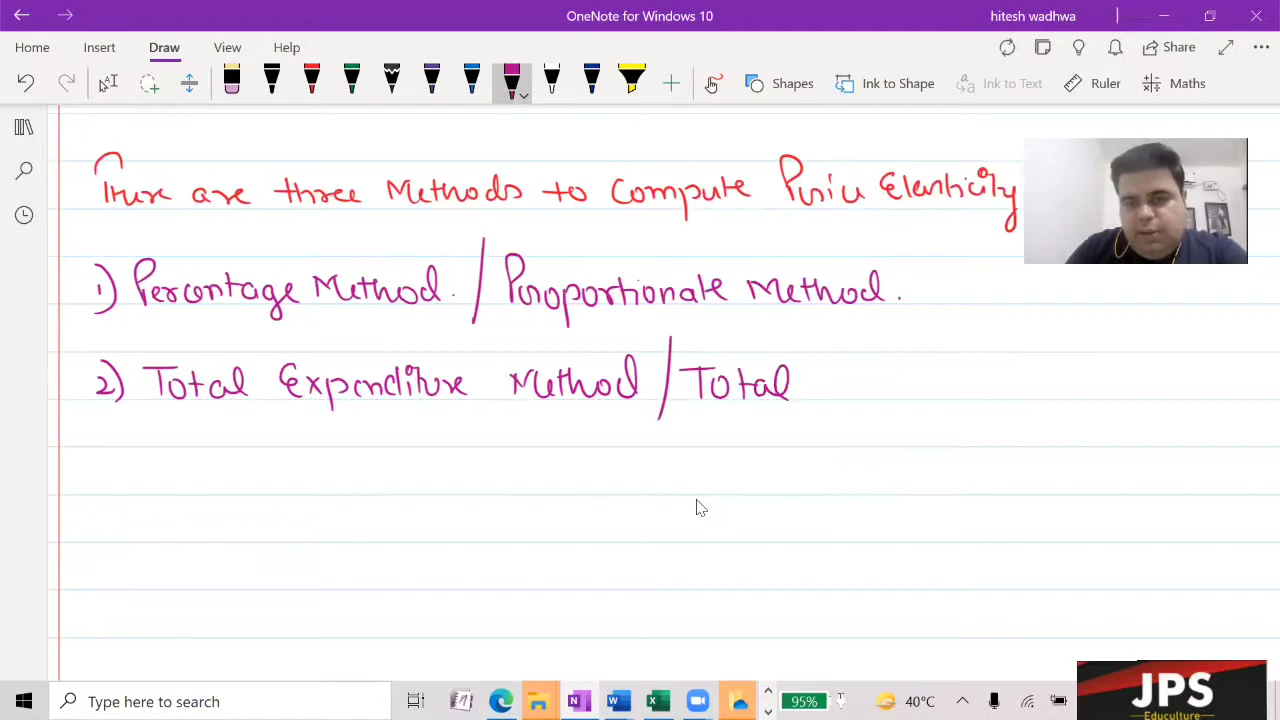 OneNote for Windows 10
hitesh wadhwa
Home Insert Draw View Help
Share
Shapes Ink to Shape Ink to Text Ruler Maths
There are three Methods to Compute Price Elasticity
1) Percentage Method. / Proportionate Method.
2) Total Expenditure Method / Total
Type here to search
95%
40°C
JPS
Educulture